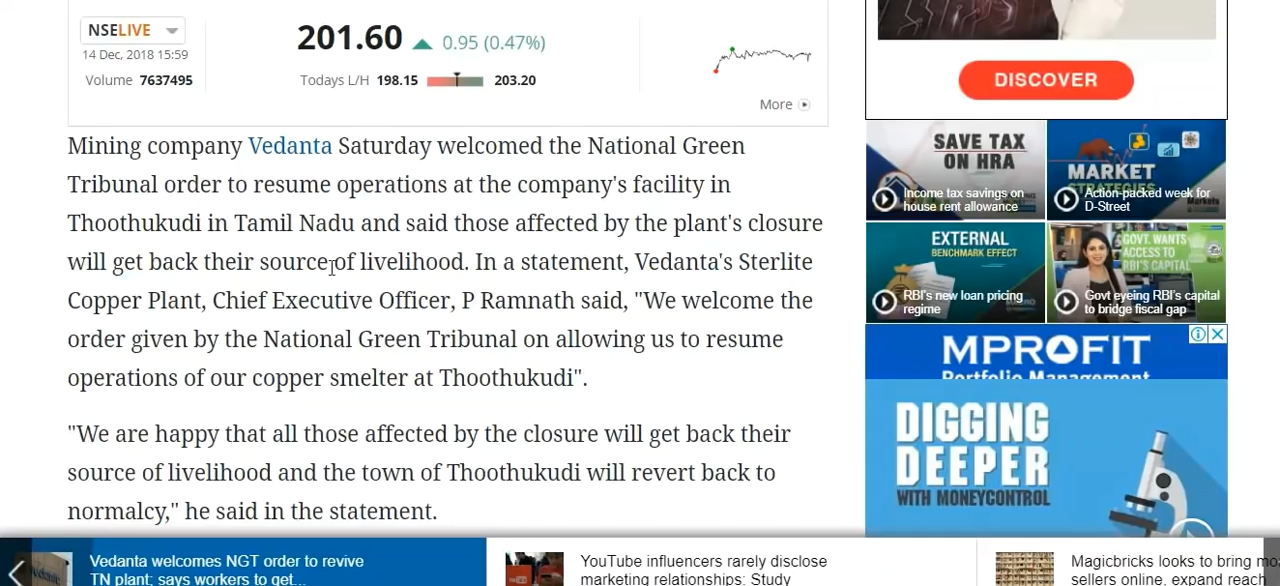 NSELIVE
14 Dec, 2018 15:59
Volume 7637495
201.60 0.95 (0.47%)
Todays L/H 198.15 203.20
More
Mining company Vedanta Saturday welcomed the National Green
Tribunal order to resume operations at the company's facility in
Thoothukudi in Tamil Nadu and said those affected by the plant's closure
will get back their source of livelihood. In a statement, Vedanta's Sterlite
Copper Plant, Chief Executive Officer, P Ramnath said, "We welcome the
order given by the National Green Tribunal on allowing us to resume
operations of our copper smelter at Thoothukudi".
"We are happy that all those affected by the closure will get back their
source of livelihood and the town of Thoothukudi will revert back to
normalcy," he said in the statement.
DISCOVER
SAVE TAX
ON HRA
Income tax savings on
house rent allowance
MARKET
STRATEGIES
Action-packed week for
D-Street
EXTERNAL
BENCHMARK EFFECT
RBI's new loan pricing
regime
GOVT. WANTS
ACCESS TO
RBI'S CAPITAL
Govt eyeing RBI's capital
to bridge fiscal gap
MPROFIT
Portfolio Management
DIGGING
DEEPER
WITH MONEYCONTROL
Vedanta welcomes NGT order to revive
TN plant; says workers to get...
YouTube influencers rarely disclose
marketing relationships: Study
Magicbricks looks to bring
sellers online, expand reach